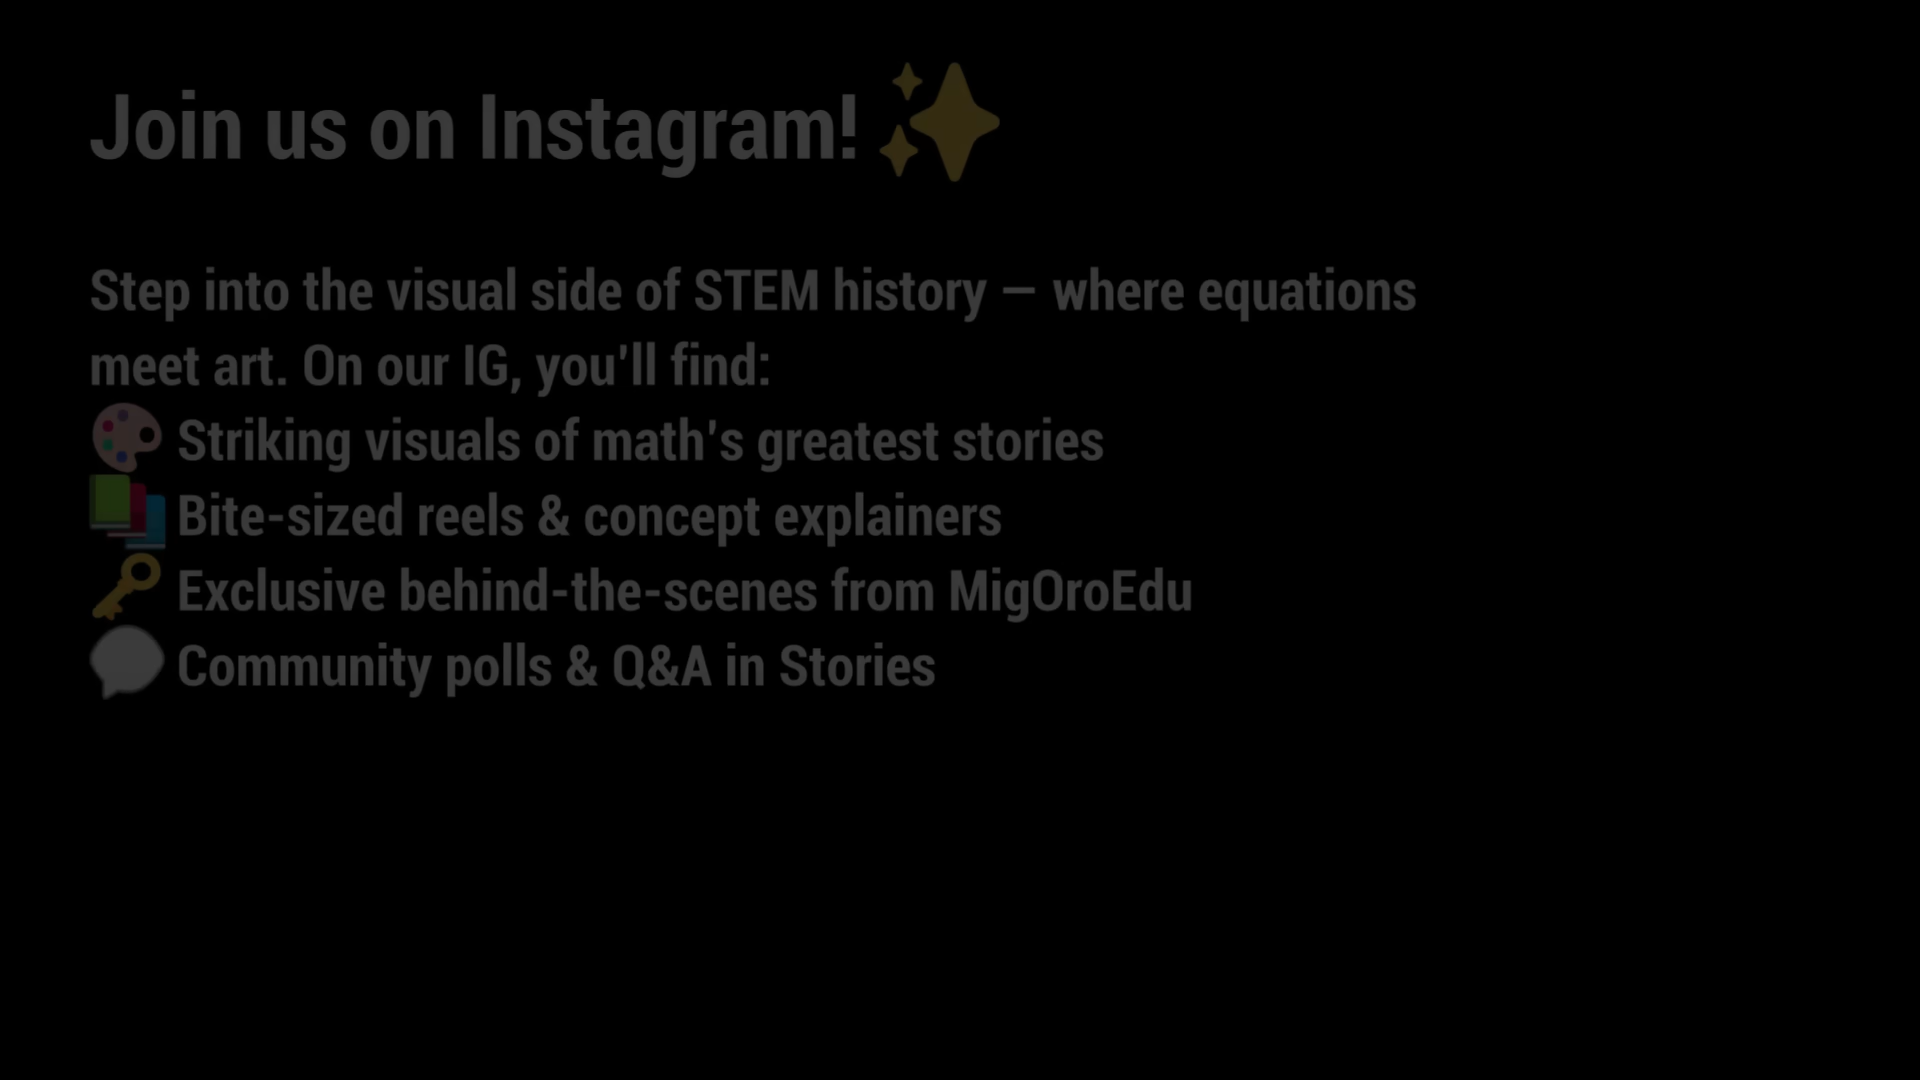 Join us on Instagram! ✨
Step into the visual side of STEM history — where equations
meet art. On our IG, you'll find:
🎨 Striking visuals of math's greatest stories
📚 Bite-sized reels & concept explainers
🔑 Exclusive behind-the-scenes from MigOroEdu
💬 Community polls & Q&A in Stories